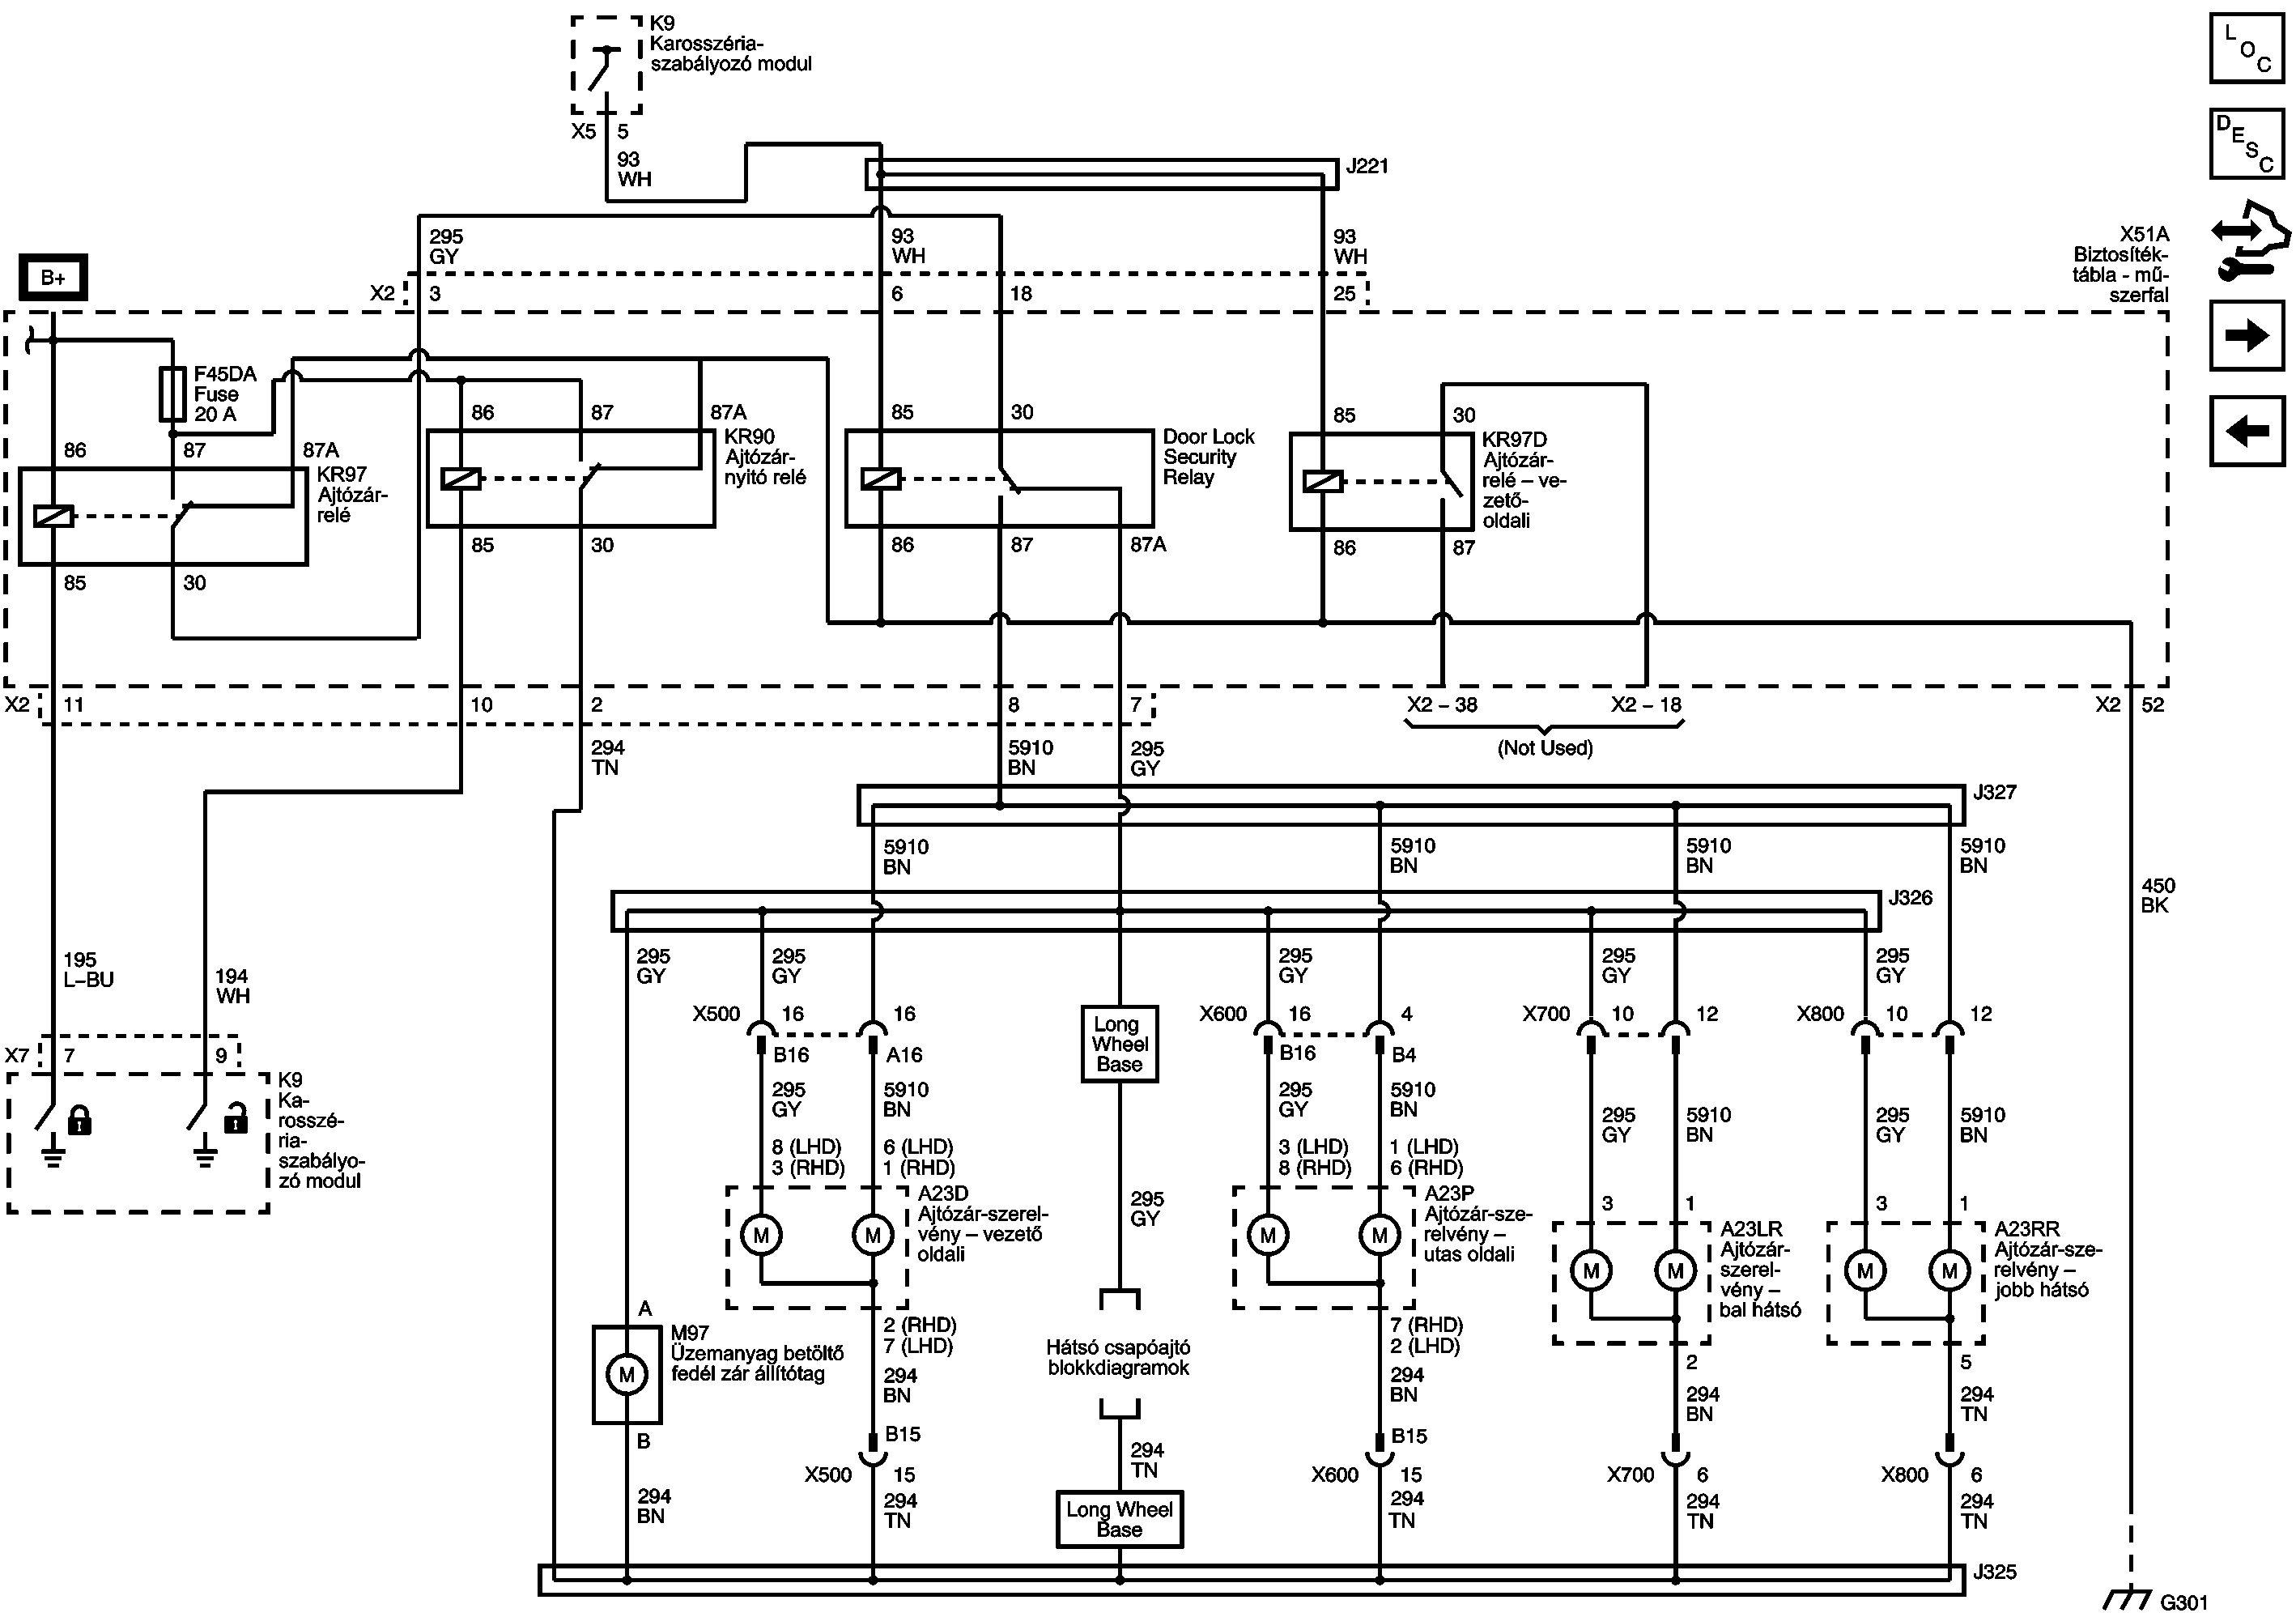 K9
Karosszéria-
szabályozó modul
X5 5
93
WH
J221
L
O
C
D
E
S
C
295
GY
93
WH
93
WH
X51A
Biztosíték-
tábla - mű-
szerfal
B+
X2 3 6 18 25
F45DA
Fuse
20 A
86 87 87A
KR97
Ajtózár-
relé
85 30
86 87 87A
KR90
Ajtózár-
nyitó relé
85 30
85 30
Door Lock
Security
Relay
86 87 87A
85 30
KR97D
Ajtózár-
relé – ve-
zető-
oldali
86 87
X2 11 10 2 8 7
X2 – 38 X2 – 18
(Not Used)
X2 52
294
TN
5910
BN
295
GY
J327
5910
BN
5910
BN
5910
BN
5910
BN
450
BK
J326
195
L–BU
194
WH
295
GY
295
GY
295
GY
295
GY
295
GY
X500 16 16
B16 A16
Long
Wheel
Base
X600 16 4
B16 B4
X700 10 12
X800 10 12
X7 7 9
K9
Ka-
rosszé-
ria-
szabályo-
zó modul
295
GY
5910
BN
295
GY
5910
BN
295
GY
5910
BN
295
GY
5910
BN
8 (LHD)
3 (RHD)
6 (LHD)
1 (RHD)
3 (LHD)
8 (RHD)
1 (LHD)
6 (RHD)
295
GY
M M
A23D
Ajtózár-szerel-
vény – vezető
oldali
M M
A23P
Ajtózár-sze-
relvény –
utas oldali
3 1
M M
A23LR
Ajtózár-
szerel-
vény –
bal hátsó
3 1
M M
A23RR
Ajtózár-sze-
relvény –
jobb hátsó
A
M97
Üzemanyag betöltő
fedél zár állítótag
M
B
2 (RHD)
7 (LHD)
294
BN
Hátsó csapóajtó
blokkdiagramok
7 (RHD)
2 (LHD)
294
BN
2
294
BN
5
294
TN
B15
X500 15
294
TN
294
TN
Long Wheel
Base
B15
X600 15
294
TN
X700 6
294
TN
X800 6
294
TN
294
BN
J325
G301